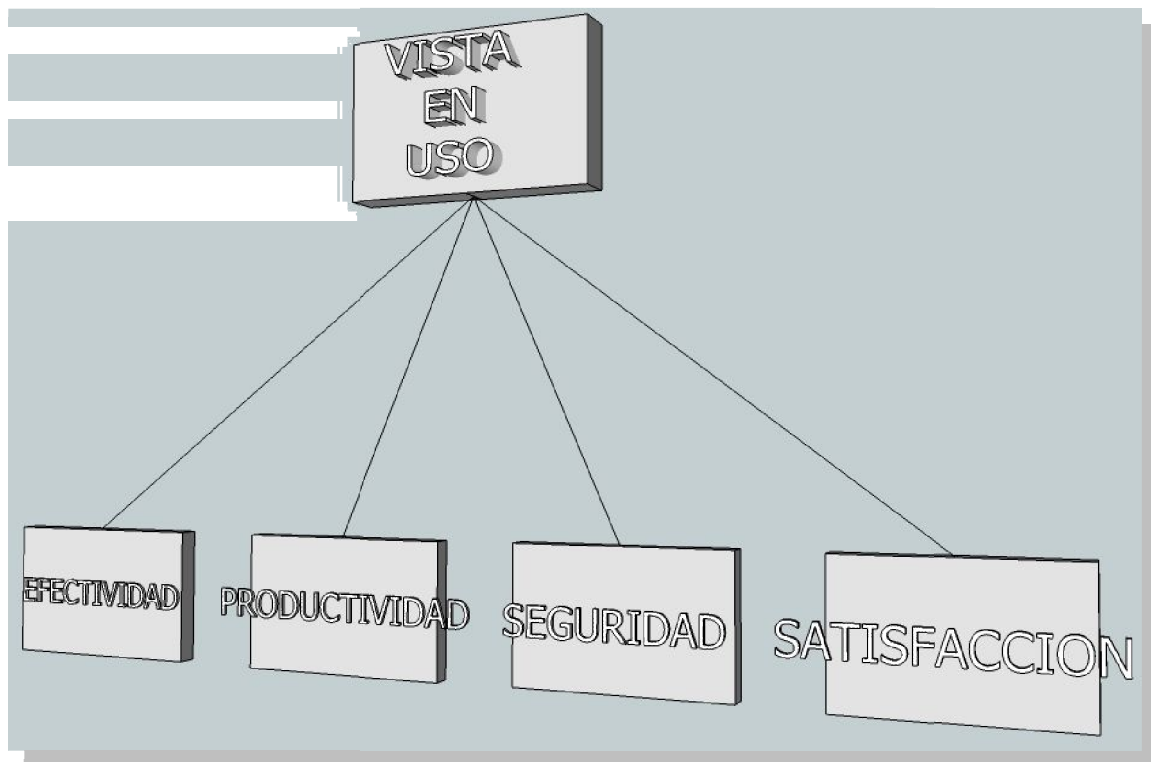 VISTA
EN
USO
EFECTIVIDAD
PRODUCTIVIDAD
SEGURIDAD
SATISFACCION